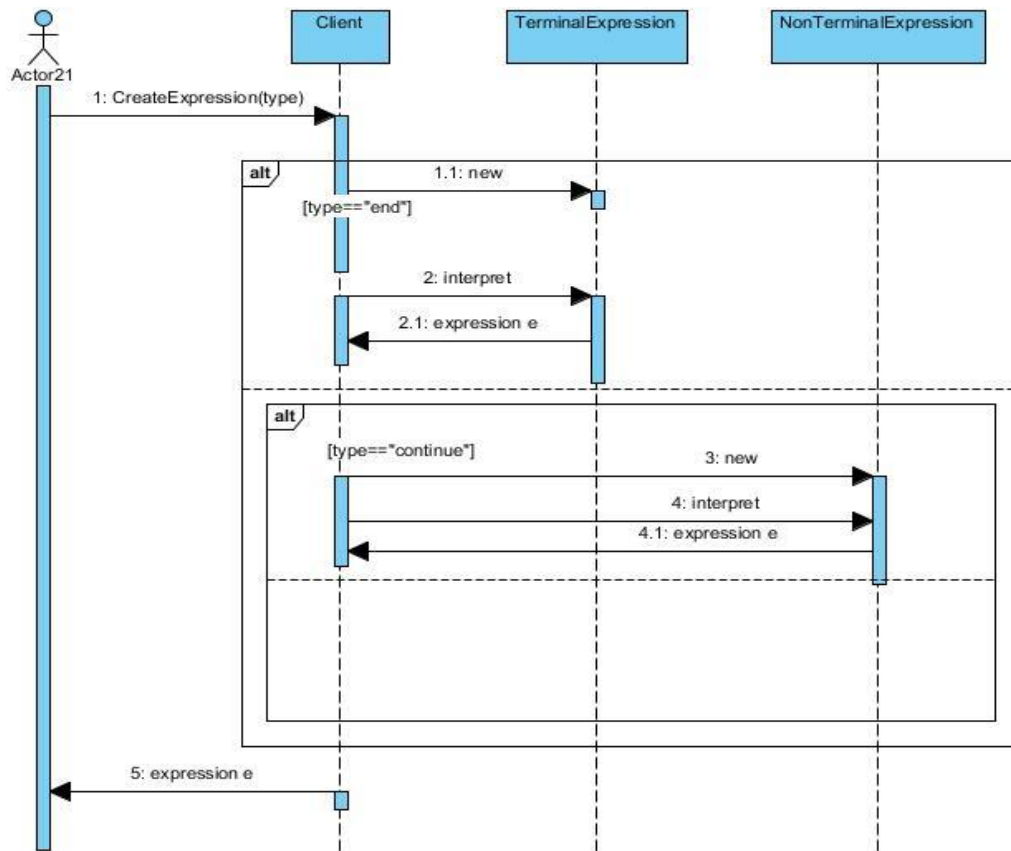 Client
TerminalExpression
NonTerminalExpression
Actor21
1: CreateExpression(type)
alt
1.1: new
[type=="end"]
2: interpret
2.1: expression e
alt
[type=="continue"]
3: new
4: interpret
4.1: expression e
5: expression e